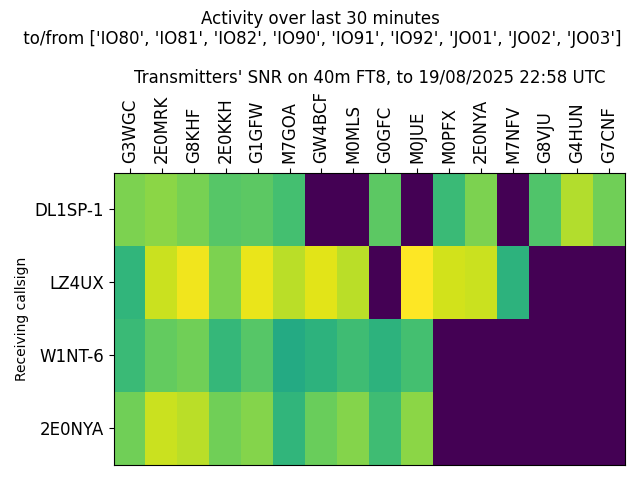 Activity over last 30 minutes
to/from ['IO80', 'IO81', 'IO82', 'IO90', 'IO91', 'IO92', 'JO01', 'JO02', 'JO03']
Transmitters' SNR on 40m FT8, to 19/08/2025 22:58 UTC
G3WGC
2E0MRK
G8KHF
2E0KKH
G1GFW
M7GOA
GW4BCF
M0MLS
G0GFC
M0JUE
M0PFX
2E0NYA
M7NFV
G8VJU
G4HUN
G7CNF
Receiving callsign
DL1SP-1
LZ4UX
W1NT-6
2E0NYA